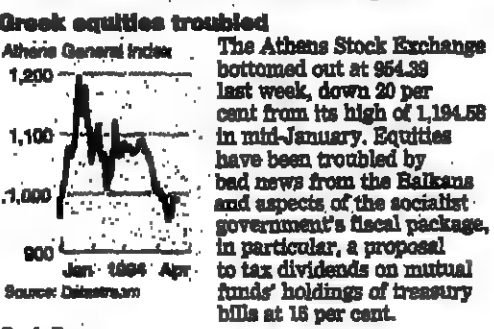 Greek equities troubled
Athens General Index
1,200
1,100
1,000
900
Jan 1994 Apr
Source: Datastream
The Athens Stock Exchange
bottomed out at 954.39
last week, down 20 per
cent from its high of 1,194.58
in mid-January. Equities
have been troubled by
bad news from the Balkans
and aspects of the socialist
government's fiscal package,
in particular, a proposal
to tax dividends on mutual
funds' holdings of treasury
bills at 15 per cent.